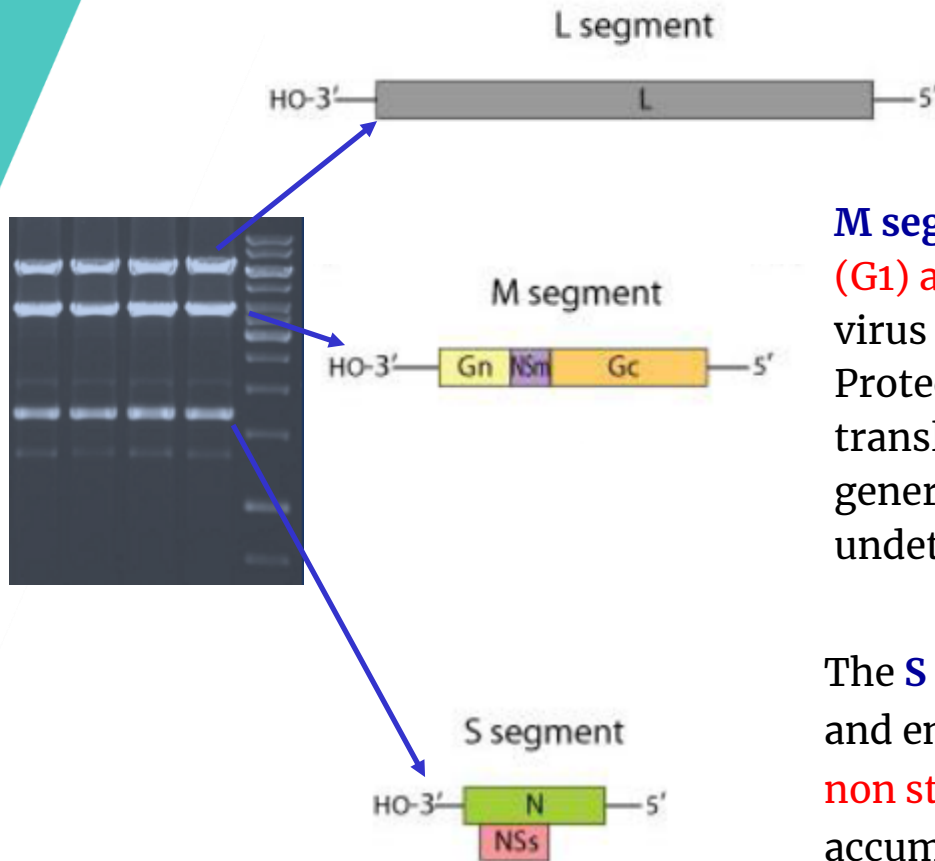 L segment
HO-3′ L 5′
M seg
(G1) a
M segment
virus
HO-3′ Gn NSm Gc 5′
Protec
transl
gener
undet
The S
S segment
and en
HO-3′ N 5′
non st
NSs
accum